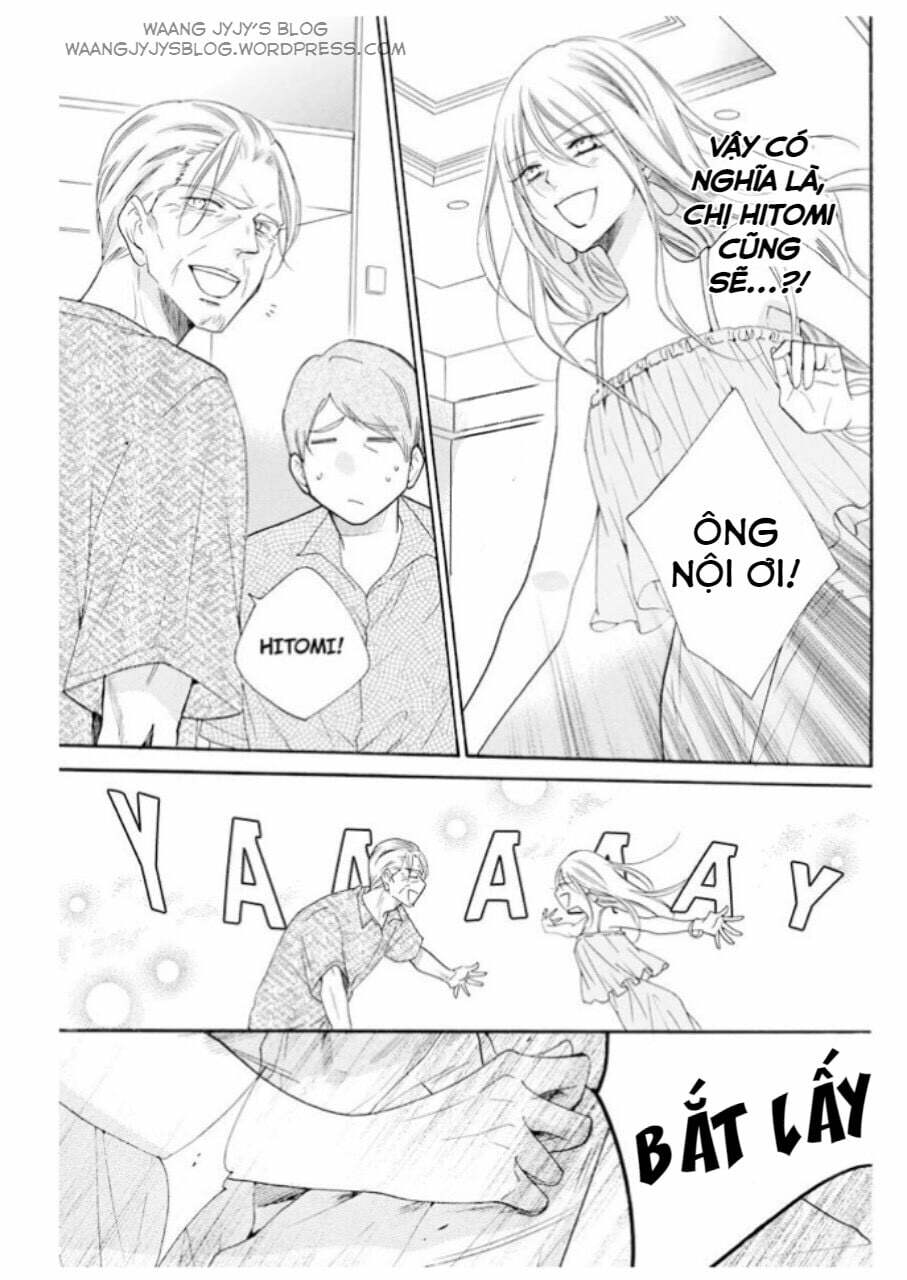 WAANG JYJY'S BLOG
WAANGJYJYSBLOG.WORDPRESS.COM
VẬY CÓ
NGHĨA LÀ,
CHỊ HITOMI
CŨNG
SẼ...?!
ÔNG
NỘI ƠI!
HITOMI!
YAAAAAAY
BẮT LẤY